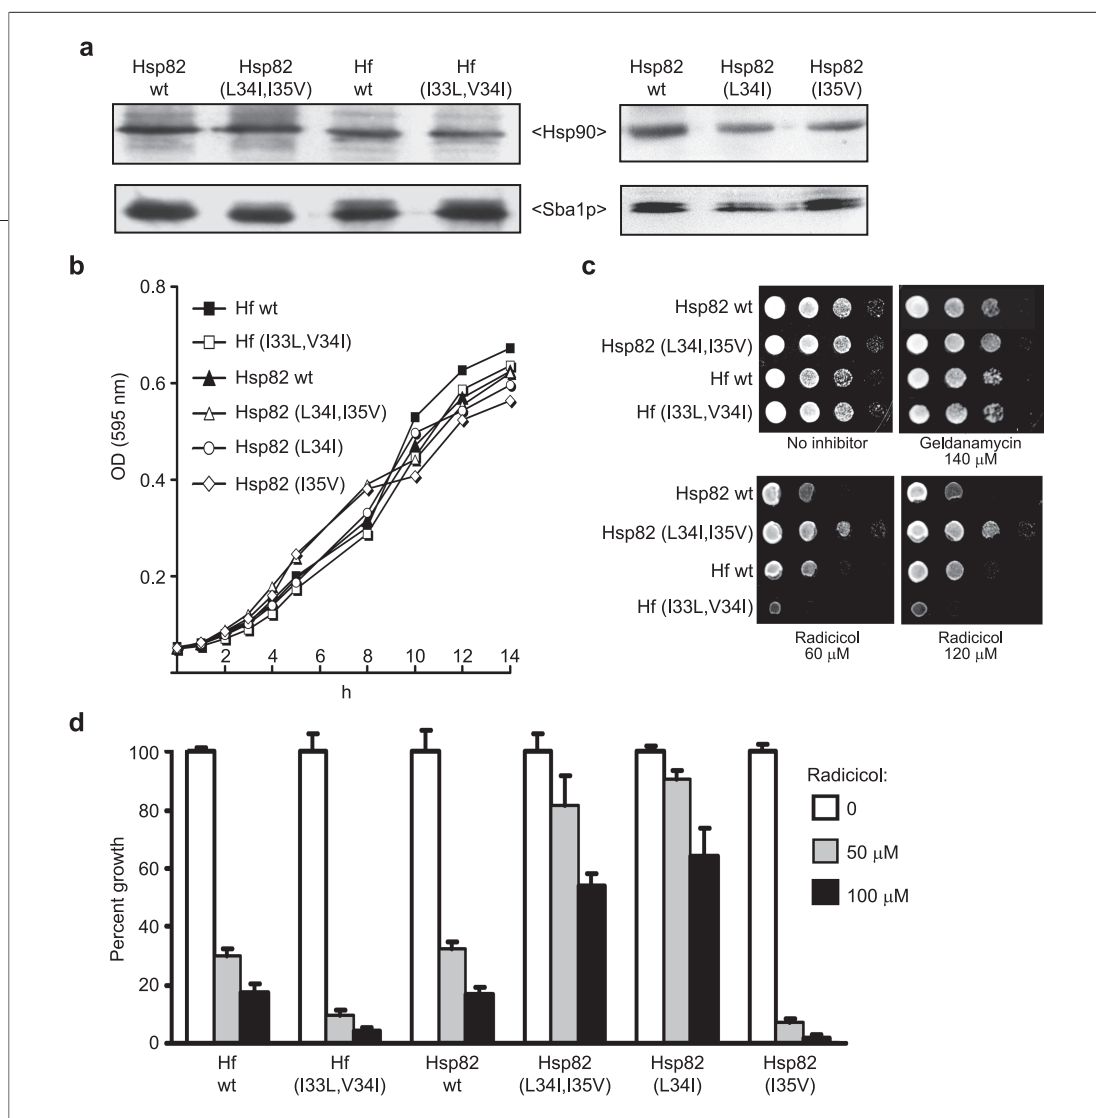 a
Hsp82 wt
Hsp82 (L34I,I35V)
Hf wt
Hf (I33L,V34I)
Hsp82 wt
Hsp82 (L34I)
Hsp82 (I35V)
<Hsp90>
<Sba1p>
b
0.8
0.6
0.4
0.2
OD (595 nm)
Hf wt
Hf (I33L,V34I)
Hsp82 wt
Hsp82 (L34I,I35V)
Hsp82 (L34I)
Hsp82 (I35V)
2 4 6 8 10 12 14
h
c
Hsp82 wt
Hsp82 (L34I,I35V)
Hf wt
Hf (I33L,V34I)
No inhibitor
Geldanamycin
140 μM
Hsp82 wt
Hsp82 (L34I,I35V)
Hf wt
Hf (I33L,V34I)
Radicicol
60 μM
Radicicol
120 μM
d
100
80
60
40
20
0
Percent growth
Radicicol:
0
50 μM
100 μM
Hf wt
Hf (I33L,V34I)
Hsp82 wt
Hsp82 (L34I,I35V)
Hsp82 (L34I)
Hsp82 (I35V)